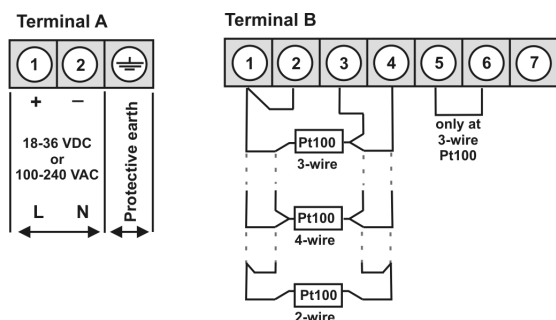 Terminal A
1 2
+ −
18-36 VDC
or
100-240 VAC
L N
Protective earth
Terminal B
1 2 3 4 5 6 7
only at
3-wire
Pt100
Pt100
3-wire
Pt100
4-wire
Pt100
2-wire